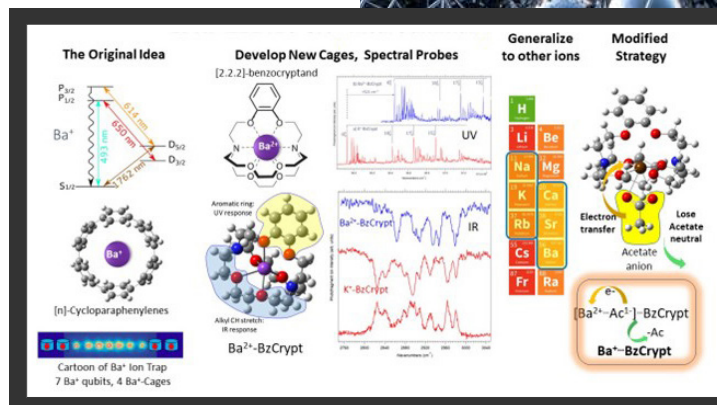 The Original Idea
P3/2
P1/2
Ba+
614 nm
650 nm
493 nm
1762 nm
D5/2
D3/2
S1/2
Ba+
[n]-Cycloparaphenylenes
Cartoon of Ba+ Ion Trap
7 Ba+ qubits, 4 Ba+-Cages
Develop New Cages, Spectral Probes
[2.2.2]-benzocryptand
O
O
N
Ba2+
N
O
O
O
O
Aromatic ring:
UV response
Alkyl CH stretch:
IR response
Ba2+-BzCrypt
UV
IR
Ba2+-BzCrypt
K+-BzCrypt
Generalize
to other ions
H
Li
Be
Na
Mg
K
Ca
Rb
Sr
Cs
Ba
Fr
Ra
Modified
Strategy
Electron
transfer
Lose
Acetate
neutral
Acetate
anion
e-
[Ba2+-Ac1-]-BzCrypt
-Ac
Ba+-BzCrypt